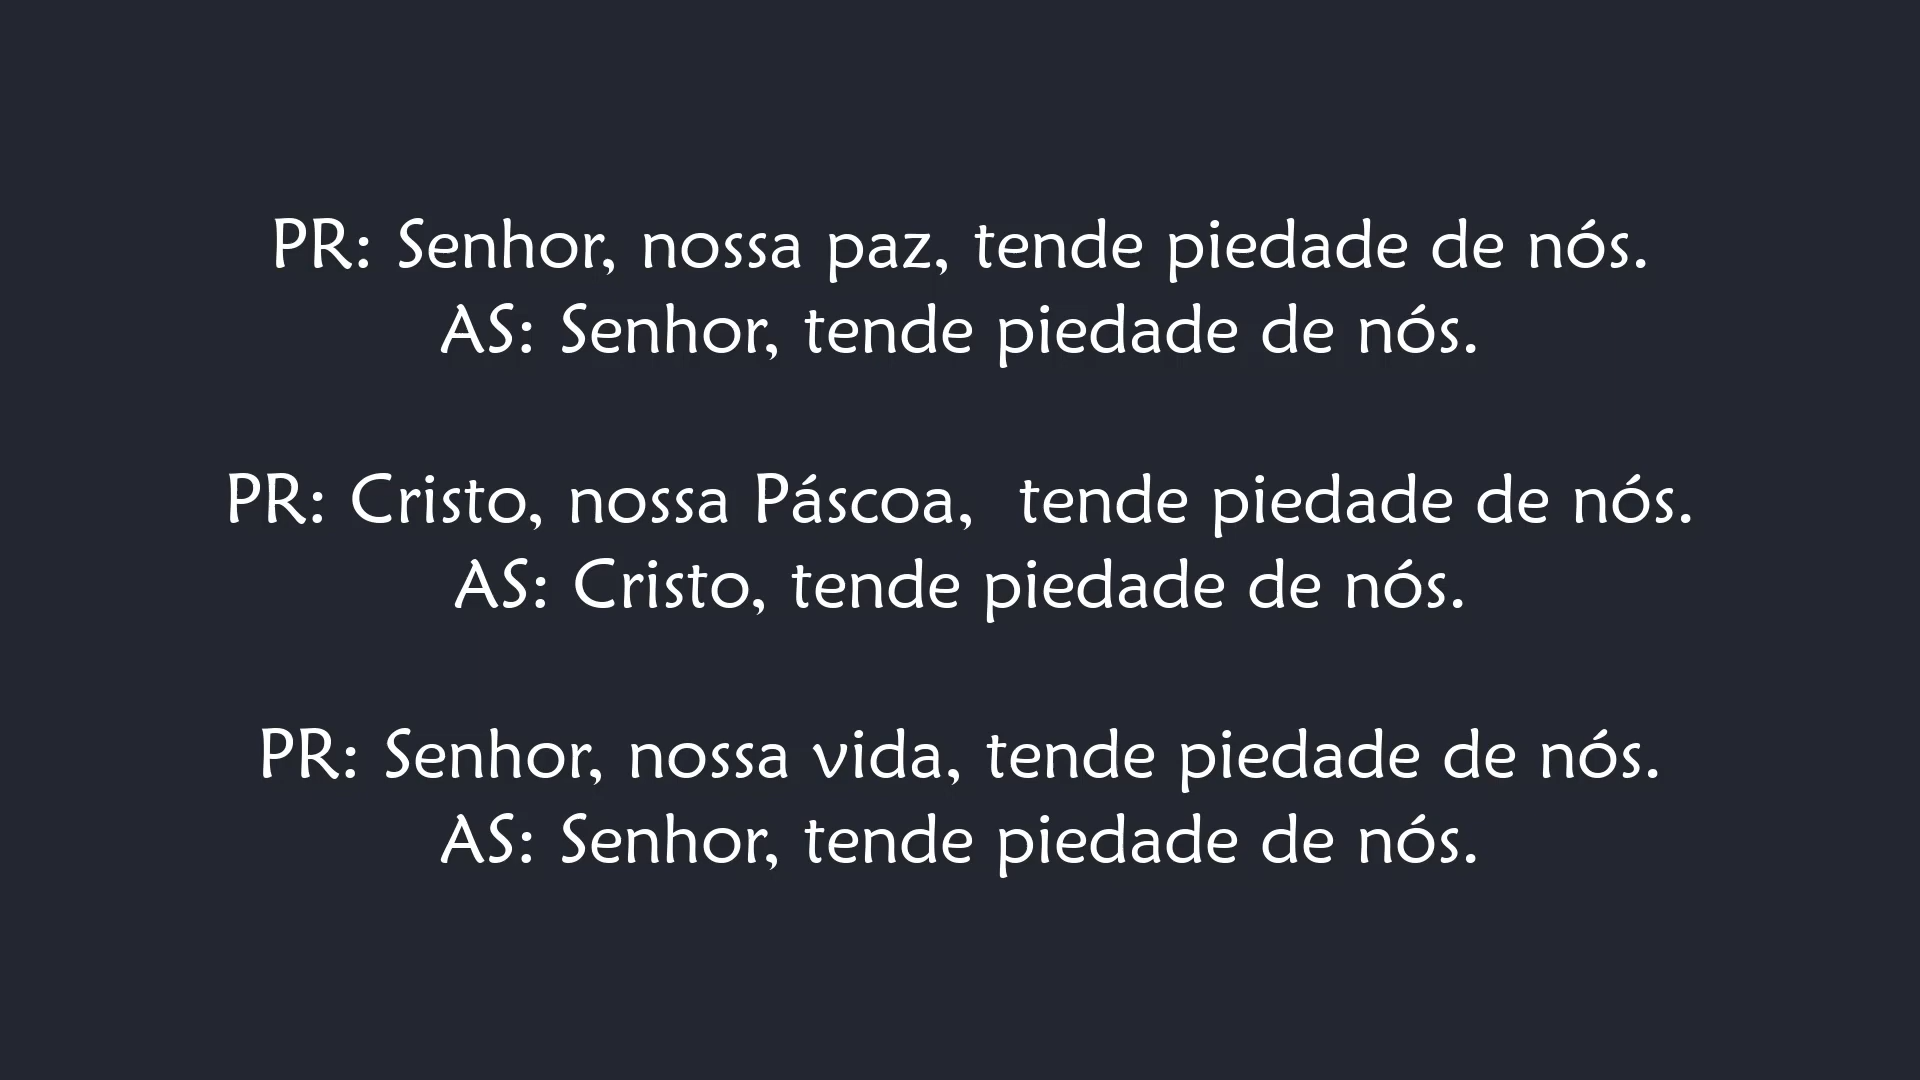 PR: Senhor, nossa paz, tende piedade de nós.
AS: Senhor, tende piedade de nós.
PR: Cristo, nossa Páscoa,  tende piedade de nós.
AS: Cristo, tende piedade de nós.
PR: Senhor, nossa vida, tende piedade de nós.
AS: Senhor, tende piedade de nós.